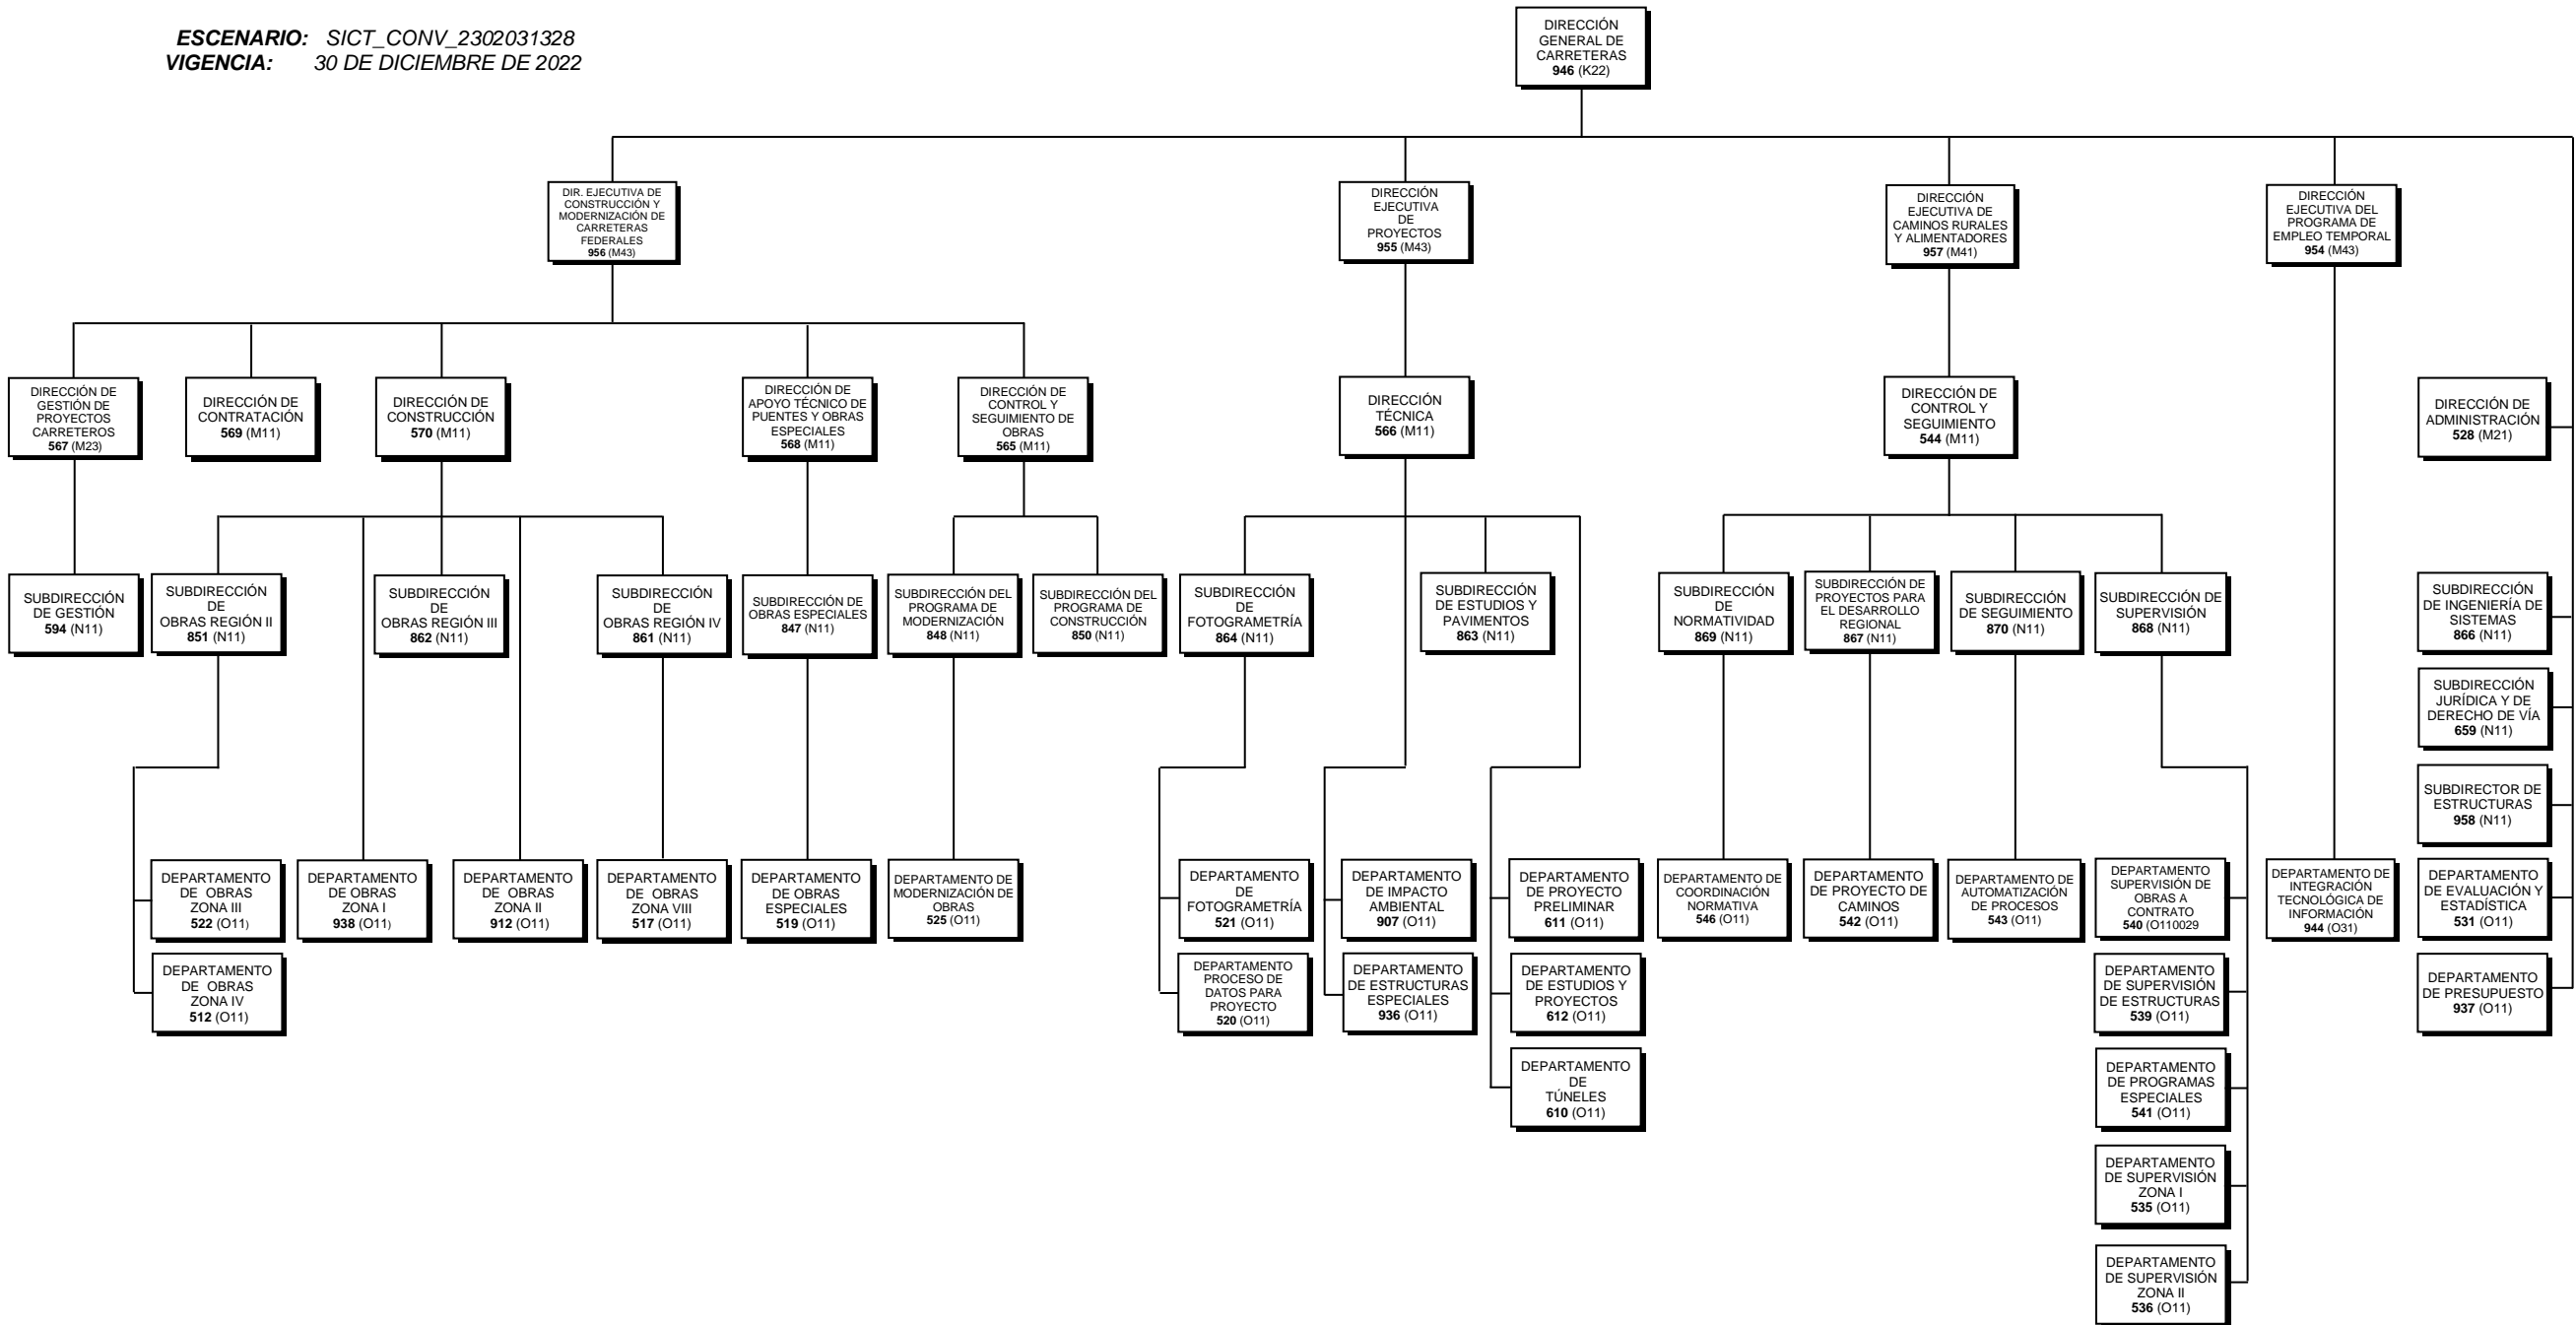 ESCENARIO: SICT_CONV_2302031328
VIGENCIA: 30 DE DICIEMBRE DE 2022
DIRECCIÓN
GENERAL DE
CARRETERAS
946 (K22)
DIR. EJECUTIVA DE
CONSTRUCCIÓN Y
MODERNIZACIÓN DE
CARRETERAS
FEDERALES
956 (M43)
DIRECCIÓN
EJECUTIVA
DE
PROYECTOS
955 (M43)
DIRECCIÓN
EJECUTIVA DE
CAMINOS RURALES
Y ALIMENTADORES
957 (M41)
DIRECCIÓN
EJECUTIVA DEL
PROGRAMA DE
EMPLEO TEMPORAL
954 (M43)
DIRECCIÓN DE
GESTIÓN DE
PROYECTOS
CARRETEROS
567 (M23)
DIRECCIÓN DE
CONTRATACIÓN
569 (M11)
DIRECCIÓN DE
CONSTRUCCIÓN
570 (M11)
DIRECCIÓN DE
APOYO TÉCNICO DE
PUENTES Y OBRAS
ESPECIALES
568 (M11)
DIRECCIÓN DE
CONTROL Y
SEGUIMIENTO DE
OBRAS
565 (M11)
DIRECCIÓN
TÉCNICA
566 (M11)
DIRECCIÓN DE
CONTROL Y
SEGUIMIENTO
544 (M11)
DIRECCIÓN DE
ADMINISTRACIÓN
528 (M21)
SUBDIRECCIÓN
DE GESTIÓN
594 (N11)
SUBDIRECCIÓN
DE
OBRAS REGIÓN II
851 (N11)
SUBDIRECCIÓN
DE
OBRAS REGIÓN III
862 (N11)
SUBDIRECCIÓN
DE
OBRAS REGIÓN IV
861 (N11)
SUBDIRECCIÓN DE
OBRAS ESPECIALES
847 (N11)
SUBDIRECCIÓN DEL
PROGRAMA DE
MODERNIZACIÓN
848 (N11)
SUBDIRECCIÓN DEL
PROGRAMA DE
CONSTRUCCIÓN
850 (N11)
SUBDIRECCIÓN
DE
FOTOGRAMETRÍA
864 (N11)
SUBDIRECCIÓN
DE ESTUDIOS Y
PAVIMENTOS
863 (N11)
SUBDIRECCIÓN
DE
NORMATIVIDAD
869 (N11)
SUBDIRECCIÓN DE
PROYECTOS PARA
EL DESARROLLO
REGIONAL
867 (N11)
SUBDIRECCIÓN
DE SEGUIMIENTO
870 (N11)
SUBDIRECCIÓN DE
SUPERVISIÓN
868 (N11)
SUBDIRECCIÓN
DE INGENIERÍA DE
SISTEMAS
866 (N11)
SUBDIRECCIÓN
JURÍDICA Y DE
DERECHO DE VÍA
659 (N11)
SUBDIRECTOR DE
ESTRUCTURAS
958 (N11)
DEPARTAMENTO
DE OBRAS
ZONA III
522 (O11)
DEPARTAMENTO
DE OBRAS
ZONA I
938 (O11)
DEPARTAMENTO
DE OBRAS
ZONA II
912 (O11)
DEPARTAMENTO
DE OBRAS
ZONA VIII
517 (O11)
DEPARTAMENTO
DE OBRAS
ESPECIALES
519 (O11)
DEPARTAMENTO DE
MODERNIZACIÓN DE
OBRAS
525 (O11)
DEPARTAMENTO
DE
FOTOGRAMETRÍA
521 (O11)
DEPARTAMENTO
DE IMPACTO
AMBIENTAL
907 (O11)
DEPARTAMENTO
DE PROYECTO
PRELIMINAR
611 (O11)
DEPARTAMENTO DE
COORDINACIÓN
NORMATIVA
546 (O11)
DEPARTAMENTO
DE PROYECTO DE
CAMINOS
542 (O11)
DEPARTAMENTO DE
AUTOMATIZACIÓN
DE PROCESOS
543 (O11)
DEPARTAMENTO
SUPERVISIÓN DE
OBRAS A
CONTRATO
540 (O110029
DEPARTAMENTO DE
INTEGRACIÓN
TECNOLÓGICA DE
INFORMACIÓN
944 (O31)
DEPARTAMENTO
DE EVALUACIÓN Y
ESTADÍSTICA
531 (O11)
DEPARTAMENTO
DE OBRAS
ZONA IV
512 (O11)
DEPARTAMENTO
PROCESO DE
DATOS PARA
PROYECTO
520 (O11)
DEPARTAMENTO
DE ESTRUCTURAS
ESPECIALES
936 (O11)
DEPARTAMENTO
DE ESTUDIOS Y
PROYECTOS
612 (O11)
DEPARTAMENTO
DE SUPERVISIÓN
DE ESTRUCTURAS
539 (O11)
DEPARTAMENTO
DE PRESUPUESTO
937 (O11)
DEPARTAMENTO
DE
TÚNELES
610 (O11)
DEPARTAMENTO
DE PROGRAMAS
ESPECIALES
541 (O11)
DEPARTAMENTO
DE SUPERVISIÓN
ZONA I
535 (O11)
DEPARTAMENTO
DE SUPERVISIÓN
ZONA II
536 (O11)